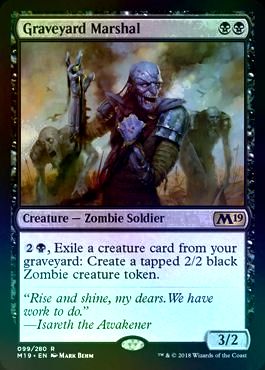 Graveyard Marshal
Creature — Zombie Soldier
M19
2 B, Exile a creature card from your
graveyard: Create a tapped 2/2 black
Zombie creature token.
"Rise and shine, my dears. We have
work to do."
—Isareth the Awakener
3/2
099/280 R
M19 • EN Mark Behm
™ & © 2018 Wizards of the Coast